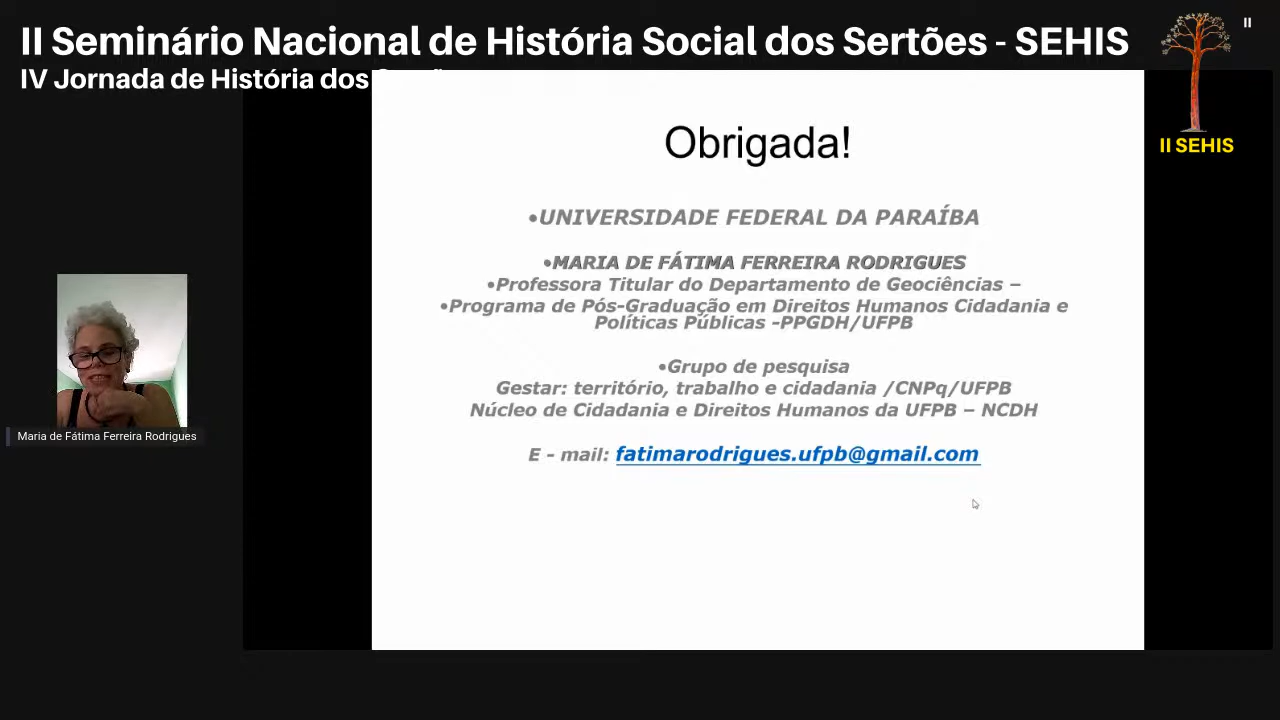 II Seminário Nacional de História Social dos Sertões - SEHIS
IV Jornada de História dos
II
II SEHIS
Obrigada!
•UNIVERSIDADE FEDERAL DA PARAÍBA
•MARIA DE FÁTIMA FERREIRA RODRIGUES
•Professora Titular do Departamento de Geociências –
•Programa de Pós-Graduação em Direitos Humanos Cidadania e
Políticas Públicas -PPGDH/UFPB
•Grupo de pesquisa
Gestar: território, trabalho e cidadania /CNPq/UFPB
Núcleo de Cidadania e Direitos Humanos da UFPB – NCDH
E - mail: fatimarodrigues.ufpb@gmail.com
Maria de Fátima Ferreira Rodrigues